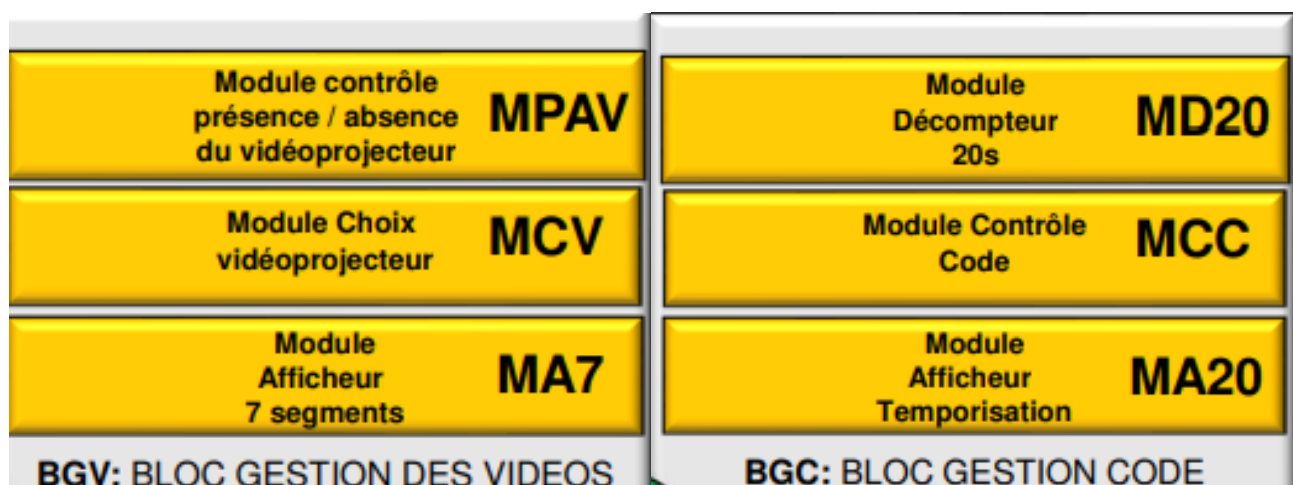 Module contrôle
présence / absence
du vidéoprojecteur
MPAV
Module Choix
vidéoprojecteur
MCV
Module
Afficheur
7 segments
MA7
BGV: BLOC GESTION DES VIDEOS
Module
Décompteur
20s
MD20
Module Contrôle
Code
MCC
Module
Afficheur
Temporisation
MA20
BGC: BLOC GESTION CODE